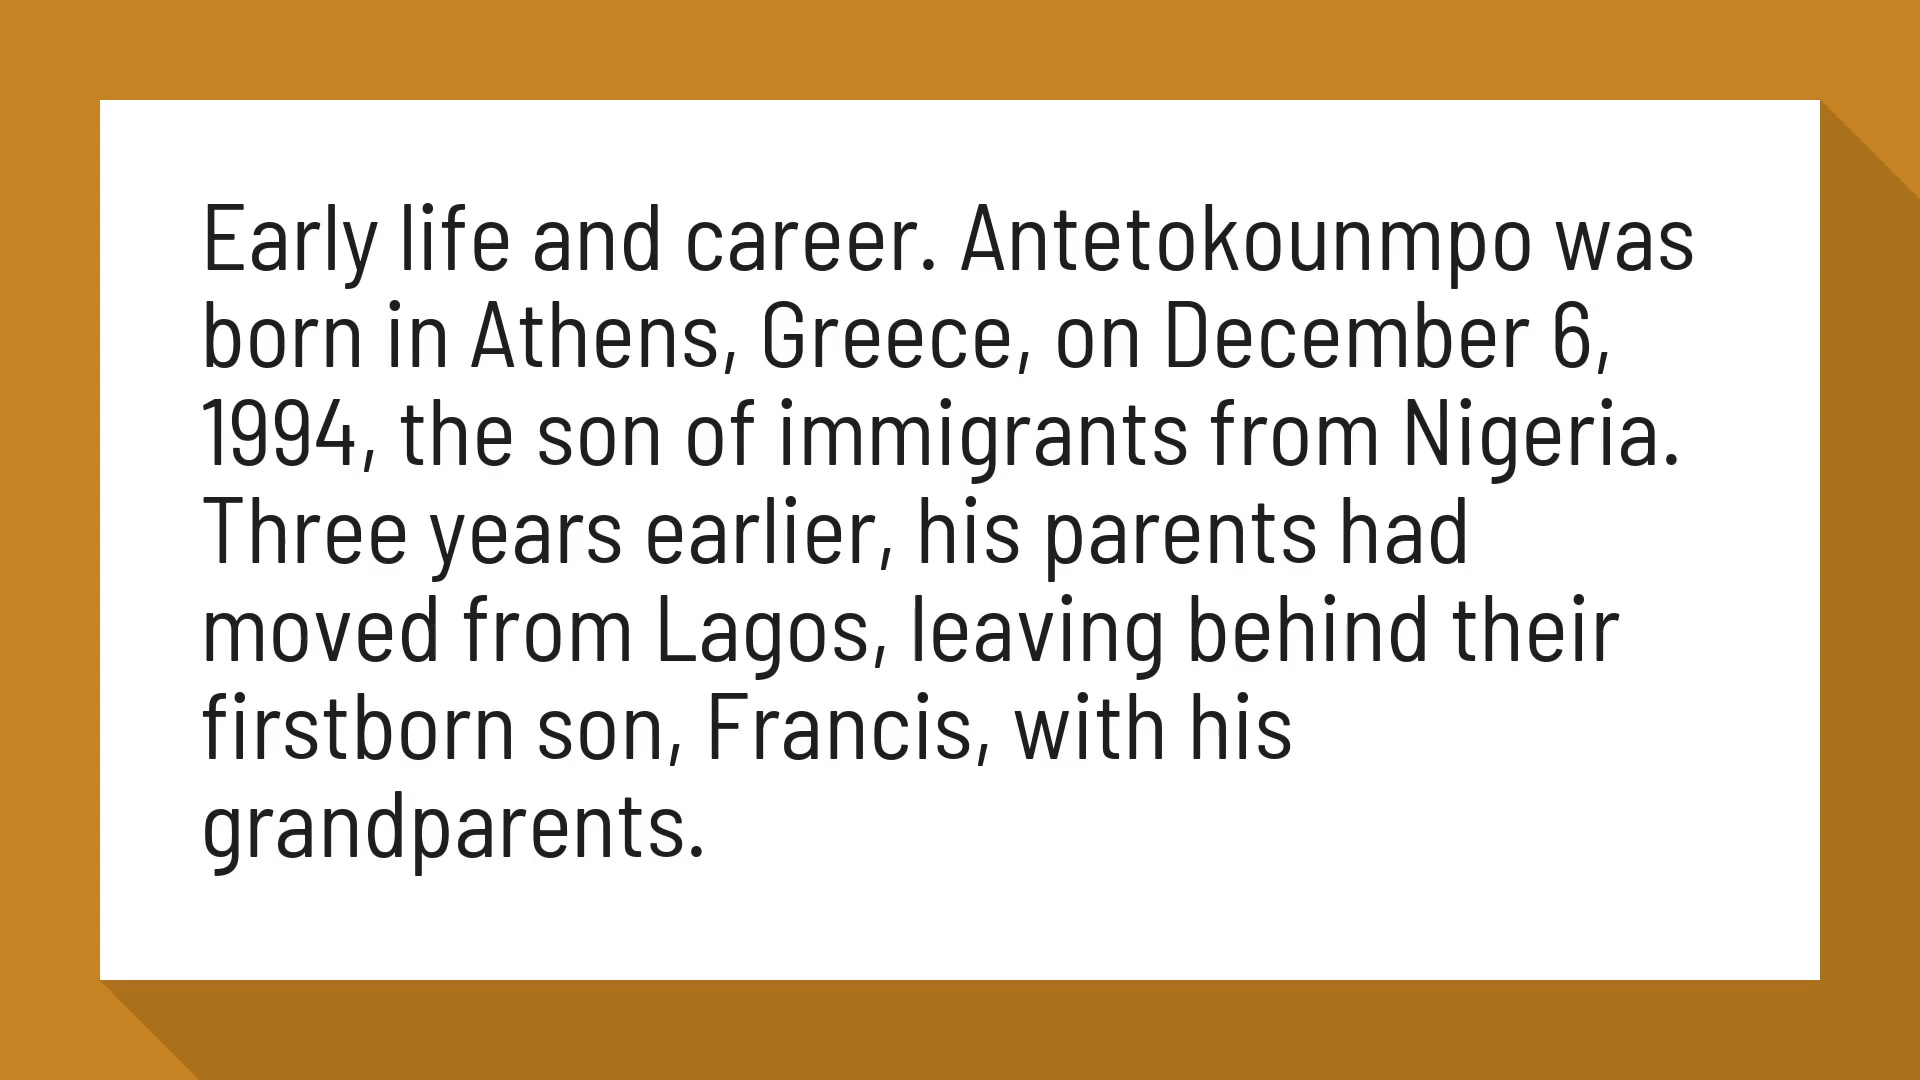 Early life and career. Antetokounmpo was
born in Athens, Greece, on December 6,
1994, the son of immigrants from Nigeria.
Three years earlier, his parents had
moved from Lagos, leaving behind their
firstborn son, Francis, with his
grandparents.